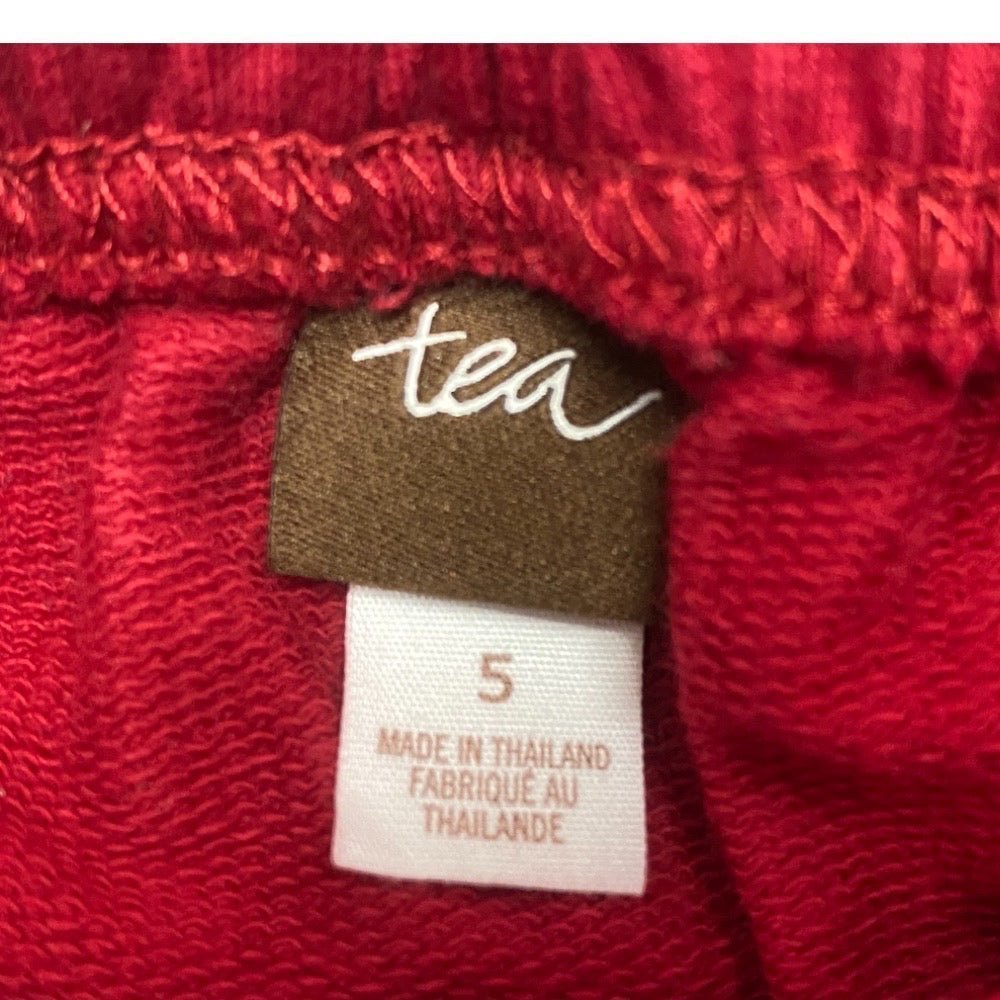 tea
5
MADE IN THAILAND
FABRIQUÉ AU
THAILANDE